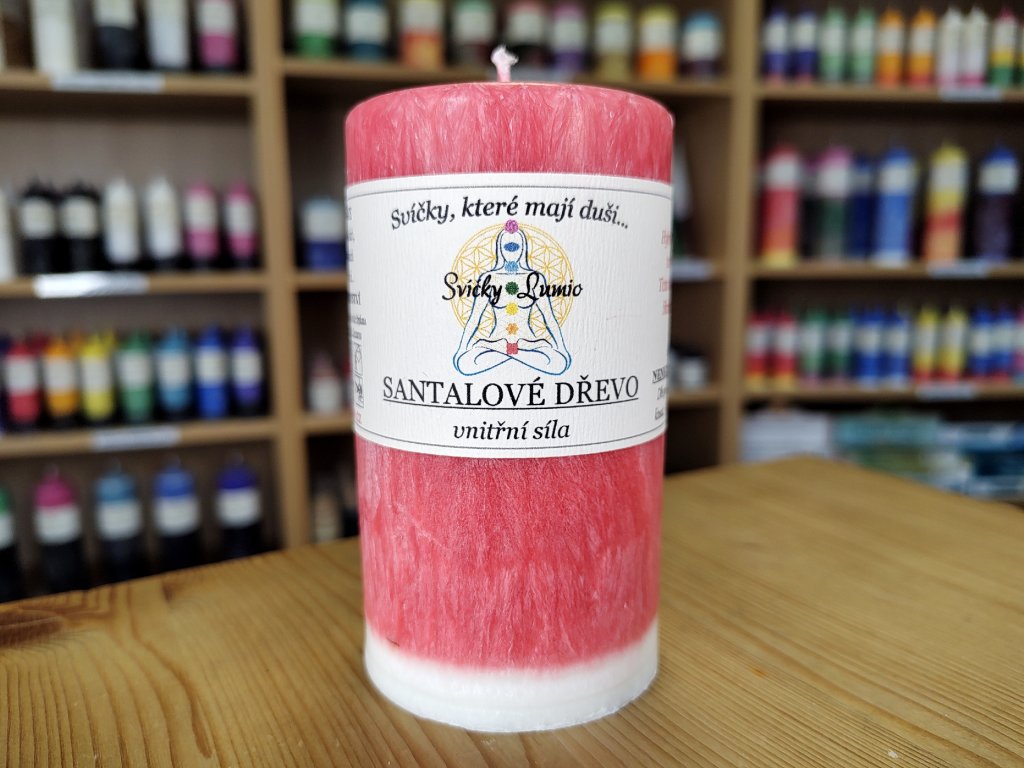 Svíčky, které mají duši...
Svíčky Lumio
SANTALOVÉ DŘEVO
vnitřní síla